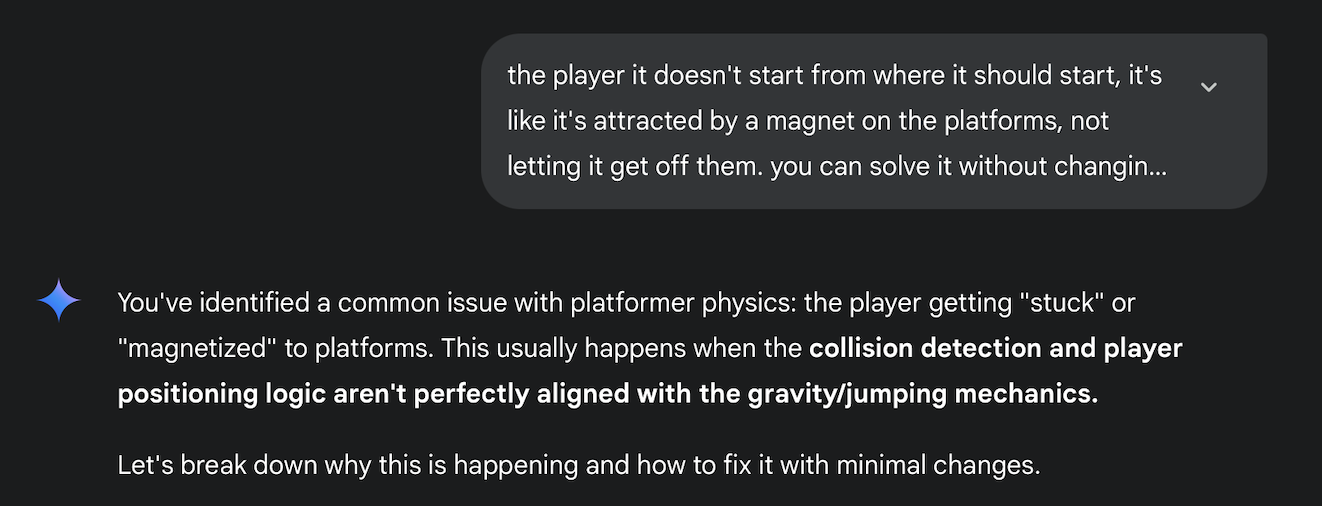 the player it doesn't start from where it should start, it's
like it's attracted by a magnet on the platforms, not
letting it get off them. you can solve it without changin...
You've identified a common issue with platformer physics: the player getting "stuck" or
"magnetized" to platforms. This usually happens when the collision detection and player
positioning logic aren't perfectly aligned with the gravity/jumping mechanics.
Let's break down why this is happening and how to fix it with minimal changes.